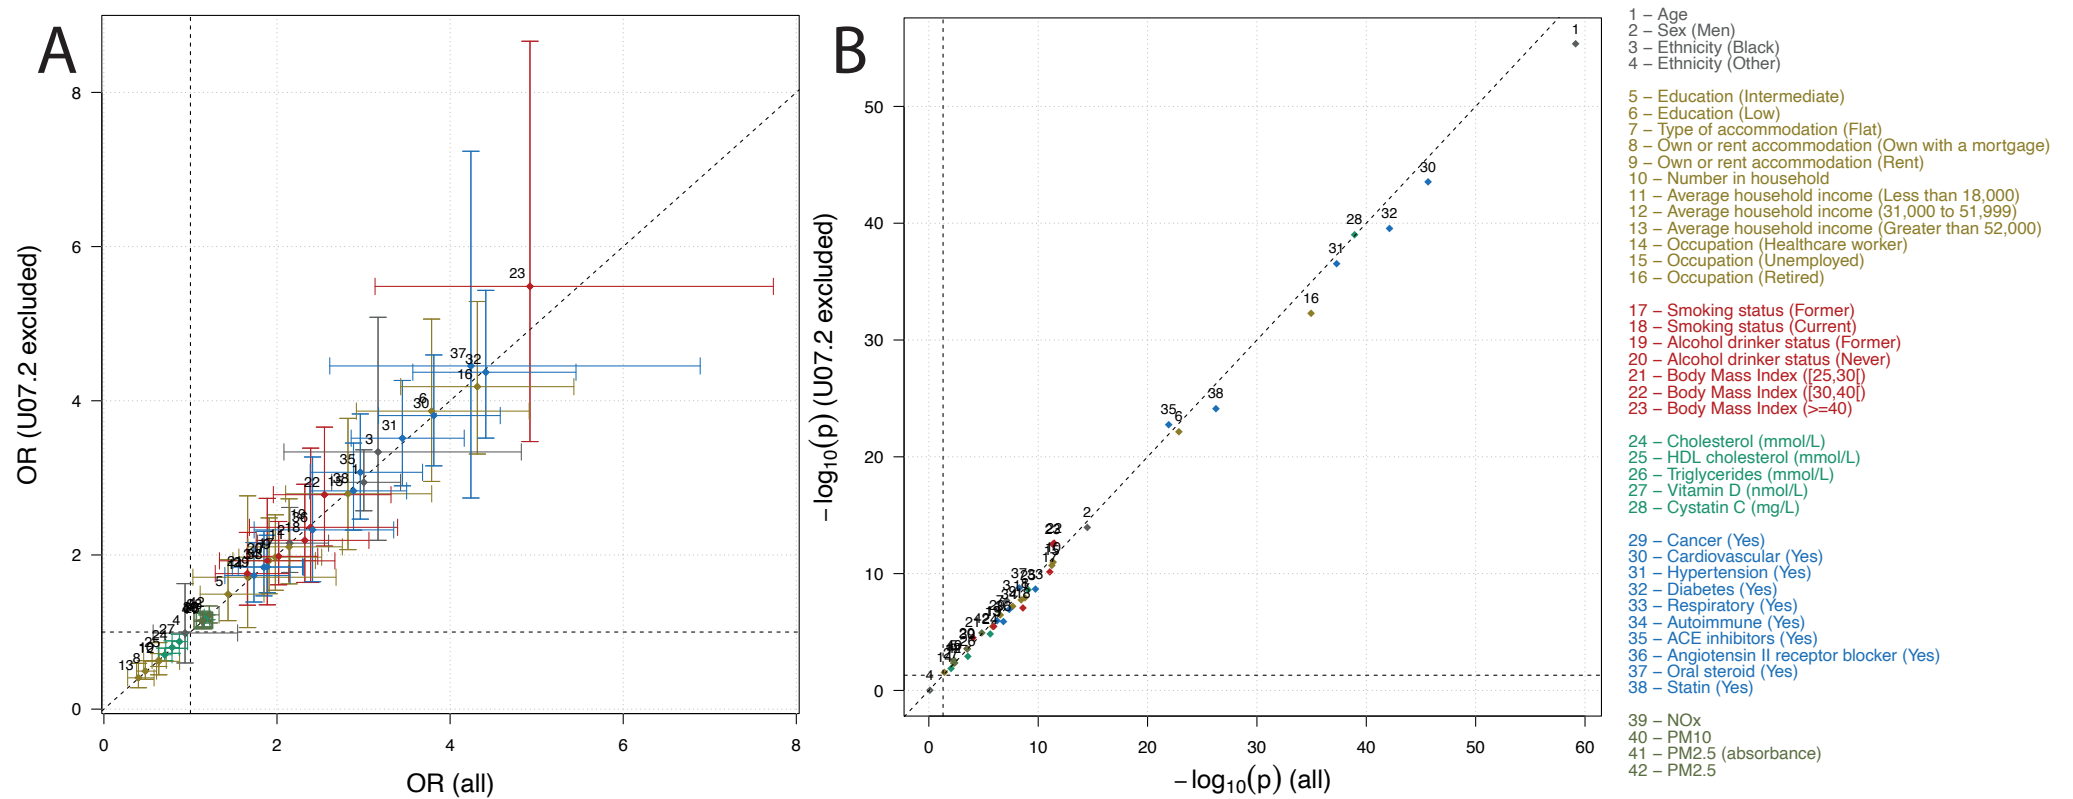 A
8
6
4
2
0
0
2
4
6
8
OR (U07.2 excluded)
OR (all)
23
37
32
16
6
30
31
3
35
1
38
22
18
5
4
27
8
13
B
50
40
30
20
10
0
0
10
20
30
40
50
60
−log10(p) (U07.2 excluded)
−log10(p) (all)
1
30
32
28
31
16
38
35
6
2
4
1 − Age
2 − Sex (Men)
3 − Ethnicity (Black)
4 − Ethnicity (Other)
5 − Education (Intermediate)
6 − Education (Low)
7 − Type of accommodation (Flat)
8 − Own or rent accommodation (Own with a mortgage)
9 − Own or rent accommodation (Rent)
10 − Number in household
11 − Average household income (Less than 18,000)
12 − Average household income (31,000 to 51,999)
13 − Average household income (Greater than 52,000)
14 − Occupation (Healthcare worker)
15 − Occupation (Unemployed)
16 − Occupation (Retired)
17 − Smoking status (Former)
18 − Smoking status (Current)
19 − Alcohol drinker status (Former)
20 − Alcohol drinker status (Never)
21 − Body Mass Index ([25,30[)
22 − Body Mass Index ([30,40[)
23 − Body Mass Index (>=40)
24 − Cholesterol (mmol/L)
25 − HDL cholesterol (mmol/L)
26 − Triglycerides (mmol/L)
27 − Vitamin D (nmol/L)
28 − Cystatin C (mg/L)
29 − Cancer (Yes)
30 − Cardiovascular (Yes)
31 − Hypertension (Yes)
32 − Diabetes (Yes)
33 − Respiratory (Yes)
34 − Autoimmune (Yes)
35 − ACE inhibitors (Yes)
36 − Angiotensin II receptor blocker (Yes)
37 − Oral steroid (Yes)
38 − Statin (Yes)
39 − NOx
40 − PM10
41 − PM2.5 (absorbance)
42 − PM2.5